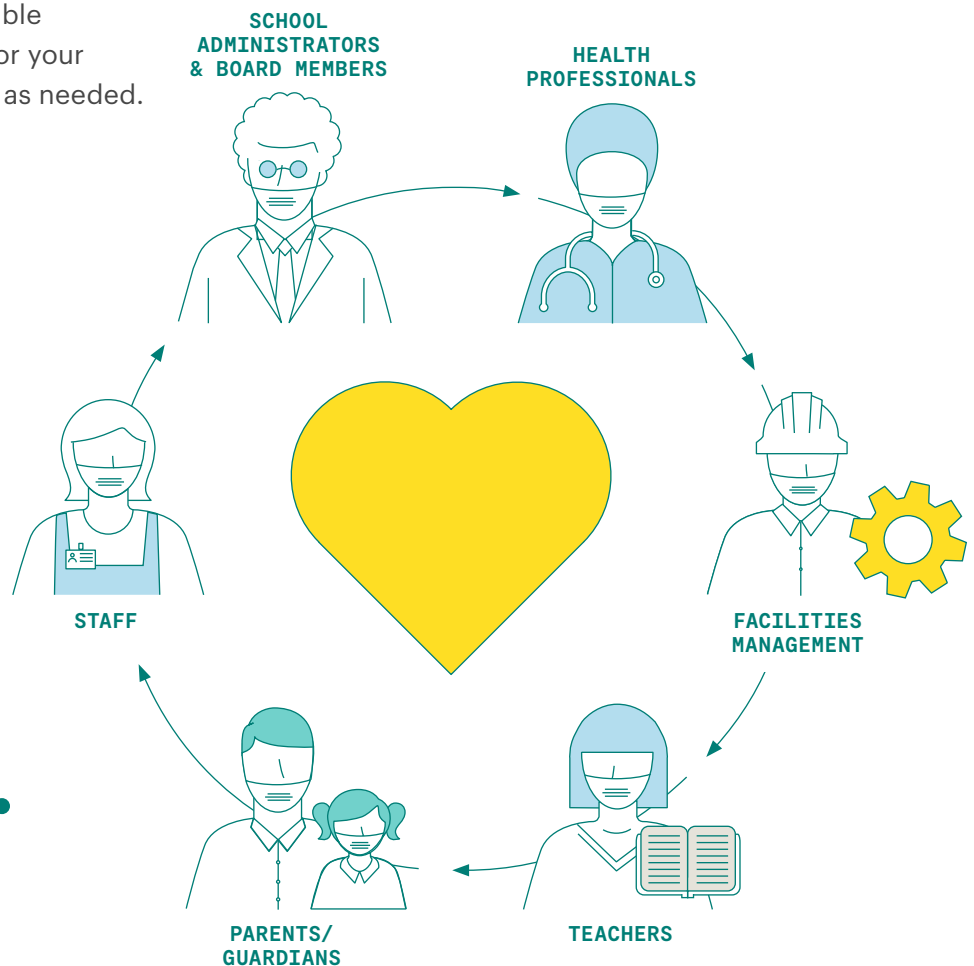 ble
or your
as needed.
SCHOOL
ADMINISTRATORS
& BOARD MEMBERS
HEALTH
PROFESSIONALS
STAFF
FACILITIES
MANAGEMENT
PARENTS/
GUARDIANS
TEACHERS